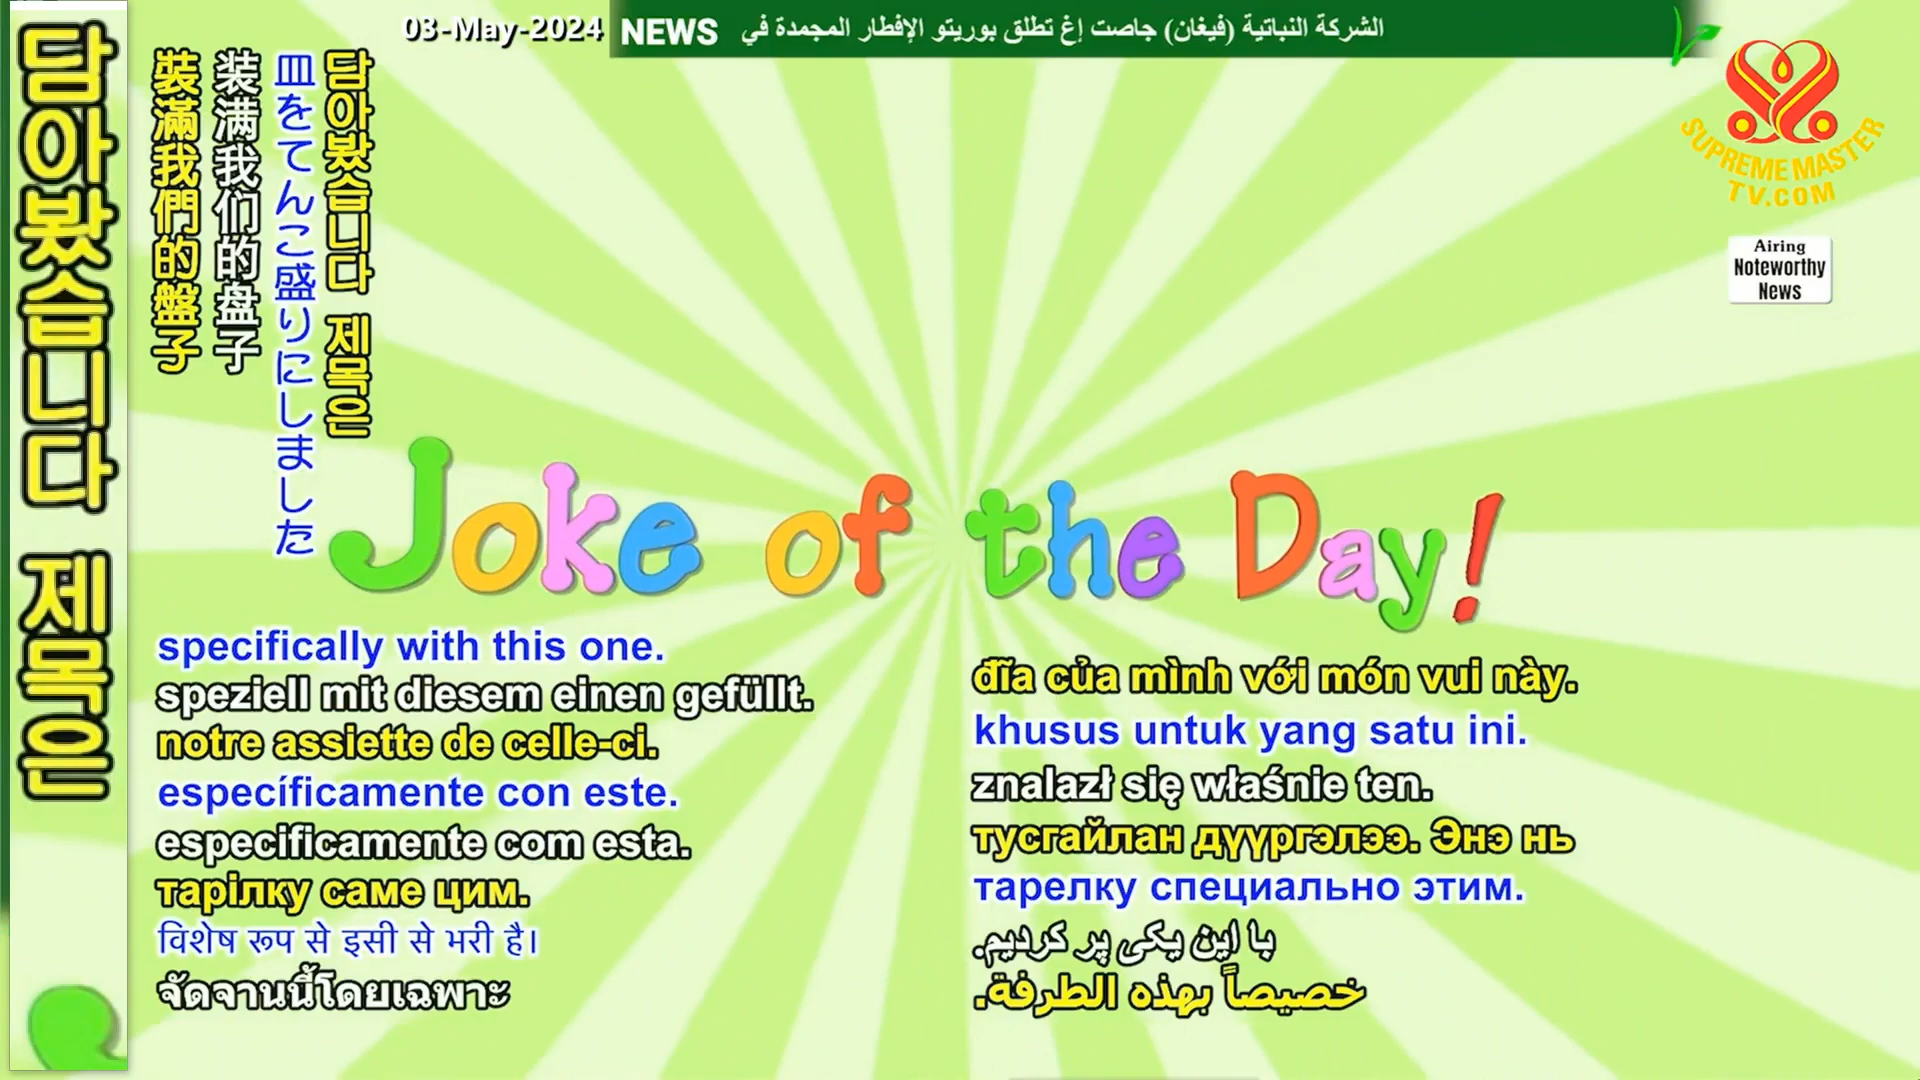 03-May-2024
NEWS
الشركة النباتية (فيغان) جاصت إغ تطلق بوريتو الإفطار المجمدة في
SUPREME MASTER
TV.COM
Airing
Noteworthy
News
담아봤습니다 제목은
裝滿我們的盤子
装满我们的盘子
皿をてんこ盛りにしました
담아봤습니다 제목은
Joke of the Day!
specifically with this one.
speziell mit diesem einen gefüllt.
notre assiette de celle-ci.
específicamente con este.
especificamente com esta.
тарілку саме цим.
विशेष रूप से इसी से भरी है।
จัดจานนี้โดยเฉพาะ
đĩa của mình với món vui này.
khusus untuk yang satu ini.
znalazł się właśnie ten.
тусгайлан дүүргэлээ. Энэ нь
тарелку специально этим.
با این یکی پر کردیم.
خصيصاً بهذه الطرفة.